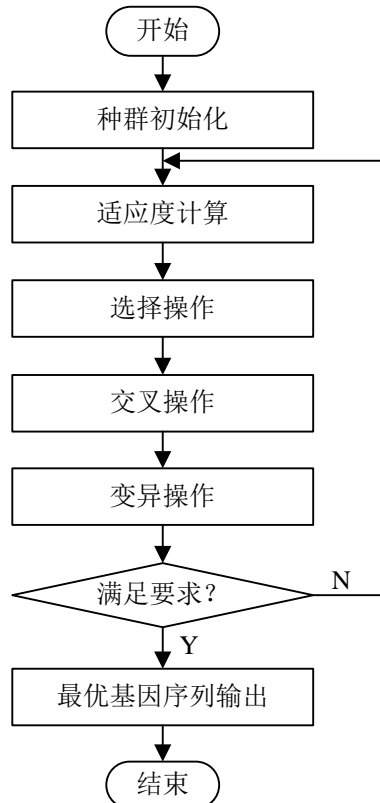 开始
种群初始化
适应度计算
选择操作
交叉操作
变异操作
满足要求?
N
Y
最优基因序列输出
结束